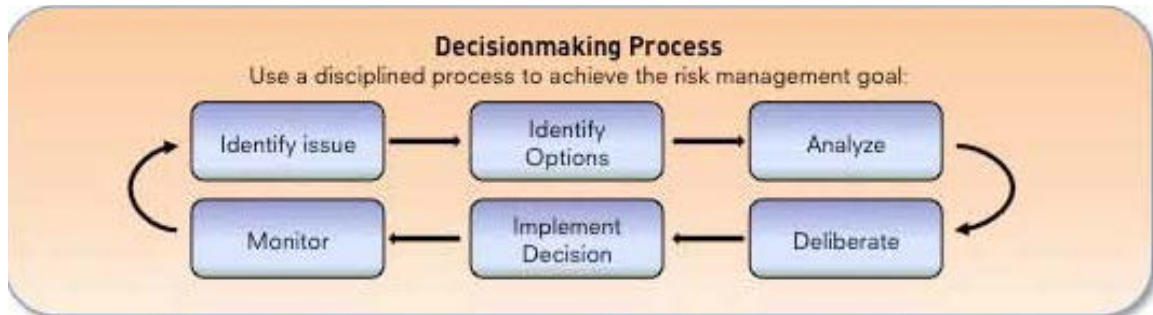 Decisionmaking Process
Use a disciplined process to achieve the risk management goal:
Identify issue
Identify
Options
Analyze
Deliberate
Implement
Decision
Monitor